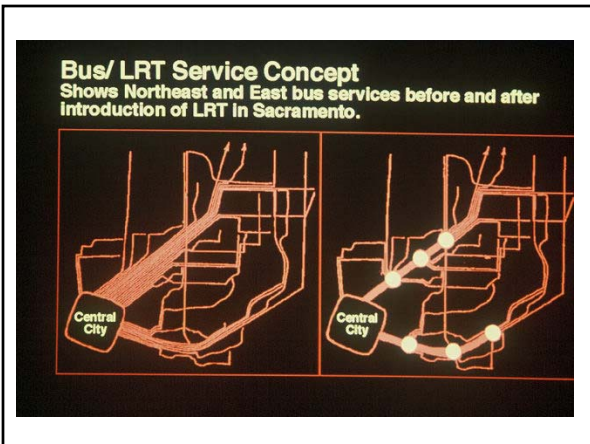 Bus/ LRT Service Concept
Shows Northeast and East bus services before and after
introduction of LRT in Sacramento.
Central
City
Central
City